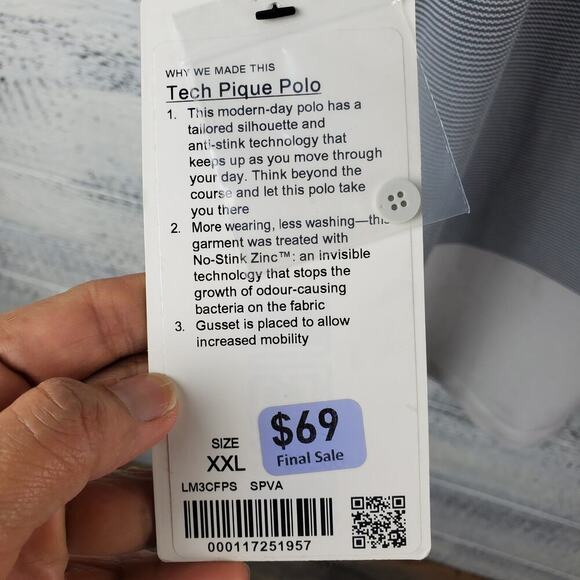 WHY WE MADE THIS
Tech Pique Polo
1. This modern-day polo has a
tailored silhouette and
anti-stink technology that
keeps up as you move through
your day. Think beyond the
course and let this polo take
you there
2. More wearing, less washing—this
garment was treated with
No-Stink Zinc™: an invisible
technology that stops the
growth of odour-causing
bacteria on the fabric
3. Gusset is placed to allow
increased mobility
$69
Final Sale
SIZE
XXL
LM3CFPS SPVA
000117251957